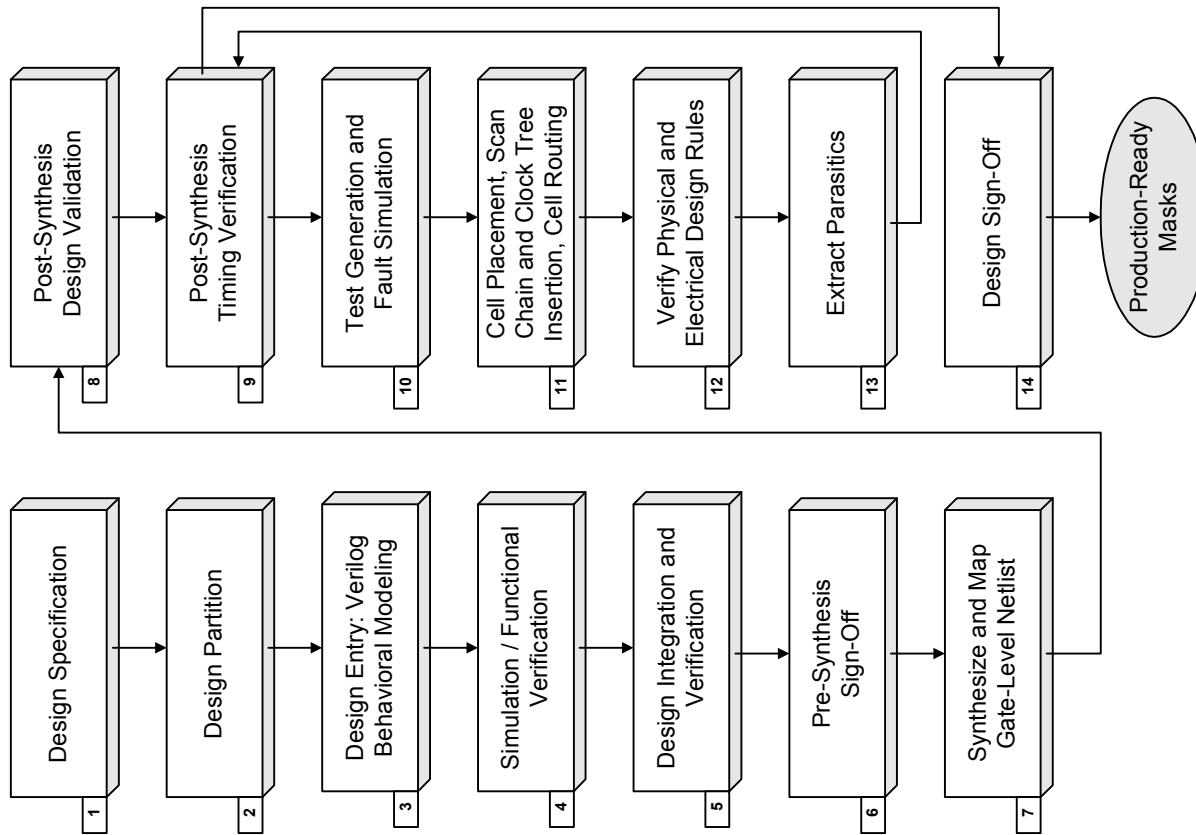 Design Specification
1
Design Partition
2
Design Entry: Verilog
Behavioral Modeling
3
Simulation / Functional
Verification
4
Design Integration and
Verification
5
Pre-Synthesis
Sign-Off
6
Synthesize and Map
Gate-Level Netlist
7
Post-Synthesis
Design Validation
8
Post-Synthesis
Timing Verification
9
Test Generation and
Fault Simulation
10
Cell Placement, Scan
Chain and Clock Tree
Insertion, Cell Routing
11
Verify Physical and
Electrical Design Rules
12
Extract Parasitics
13
Design Sign-Off
14
Production-Ready
Masks